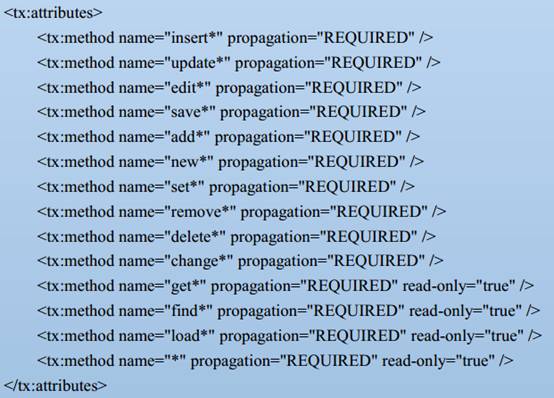 <tx:attributes>
<tx:method name="insert*" propagation="REQUIRED" />
<tx:method name="update*" propagation="REQUIRED" />
<tx:method name="edit*" propagation="REQUIRED" />
<tx:method name="save*" propagation="REQUIRED" />
<tx:method name="add*" propagation="REQUIRED" />
<tx:method name="new*" propagation="REQUIRED" />
<tx:method name="set*" propagation="REQUIRED" />
<tx:method name="remove*" propagation="REQUIRED" />
<tx:method name="delete*" propagation="REQUIRED" />
<tx:method name="change*" propagation="REQUIRED" />
<tx:method name="get*" propagation="REQUIRED" read-only="true" />
<tx:method name="find*" propagation="REQUIRED" read-only="true" />
<tx:method name="load*" propagation="REQUIRED" read-only="true" />
<tx:method name="*" propagation="REQUIRED" read-only="true" />
</tx:attributes>